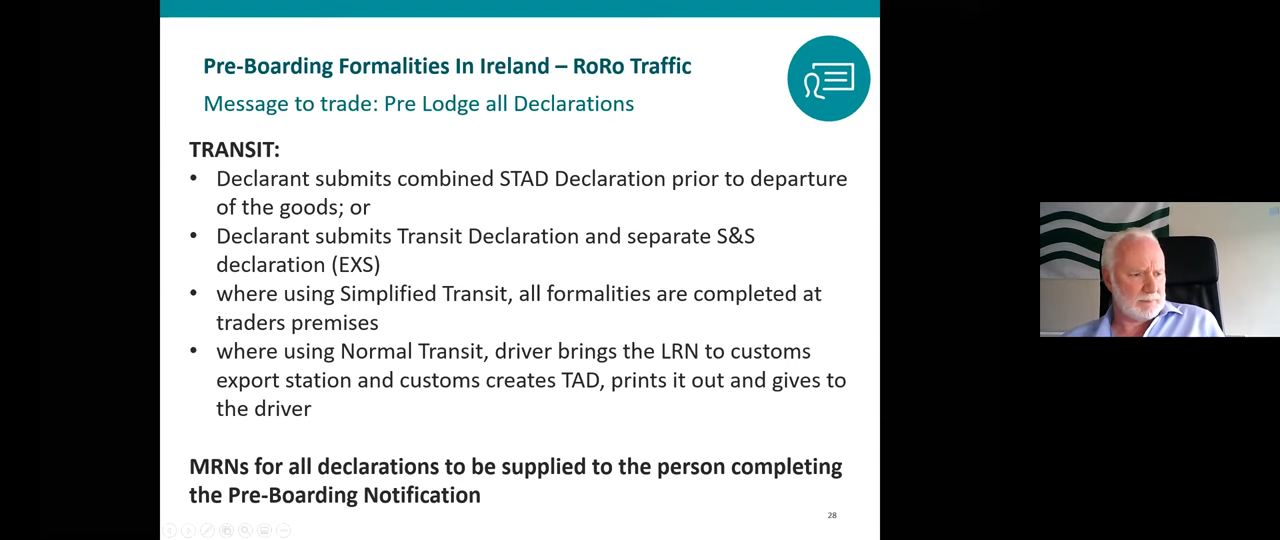 Pre-Boarding Formalities In Ireland – RoRo Traffic
Message to trade: Pre Lodge all Declarations
TRANSIT:
• Declarant submits combined STAD Declaration prior to departure
of the goods; or
• Declarant submits Transit Declaration and separate S&S
declaration (EXS)
• where using Simplified Transit, all formalities are completed at
traders premises
• where using Normal Transit, driver brings the LRN to customs
export station and customs creates TAD, prints it out and gives to
the driver
MRNs for all declarations to be supplied to the person completing
the Pre-Boarding Notification
28